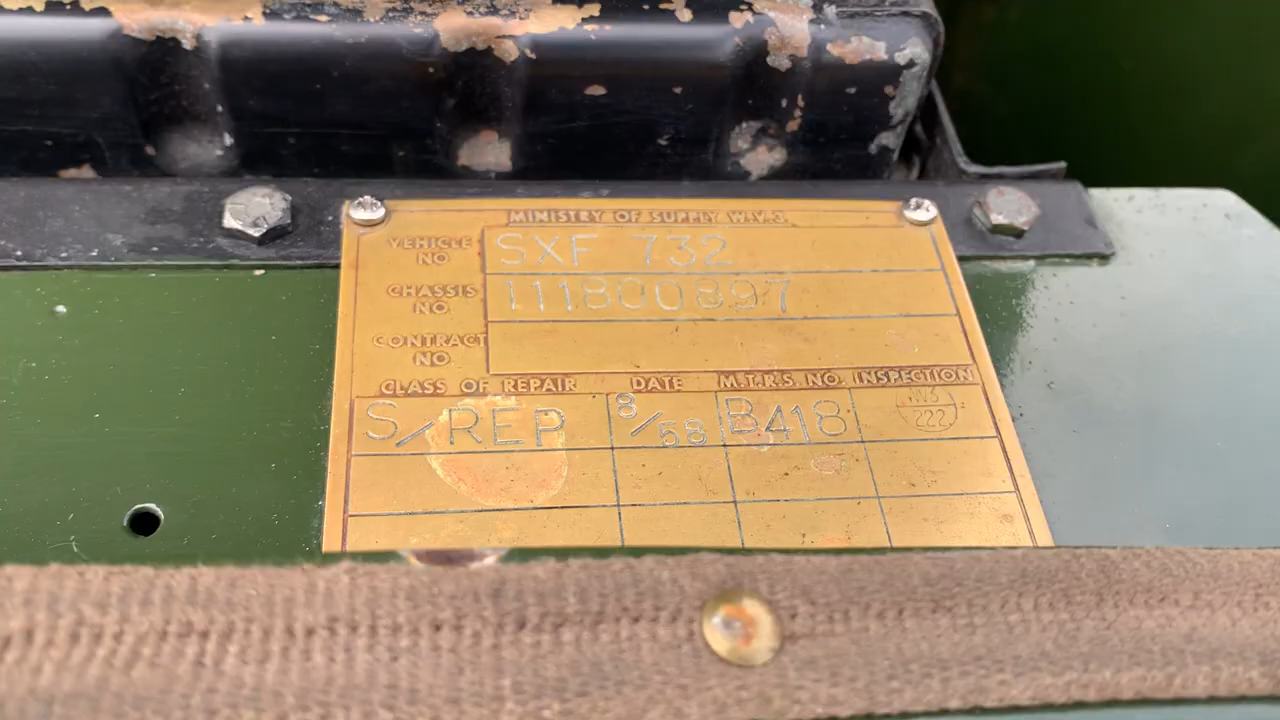 MINISTRY OF SUPPLY W.V.3.
VEHICLE NO SXF 732
CHASSIS NO. 111800897
CONTRACT NO.
CLASS OF REPAIR DATE M.T.R.S. NO. INSPECTION
S/REP 8/58 B418
222